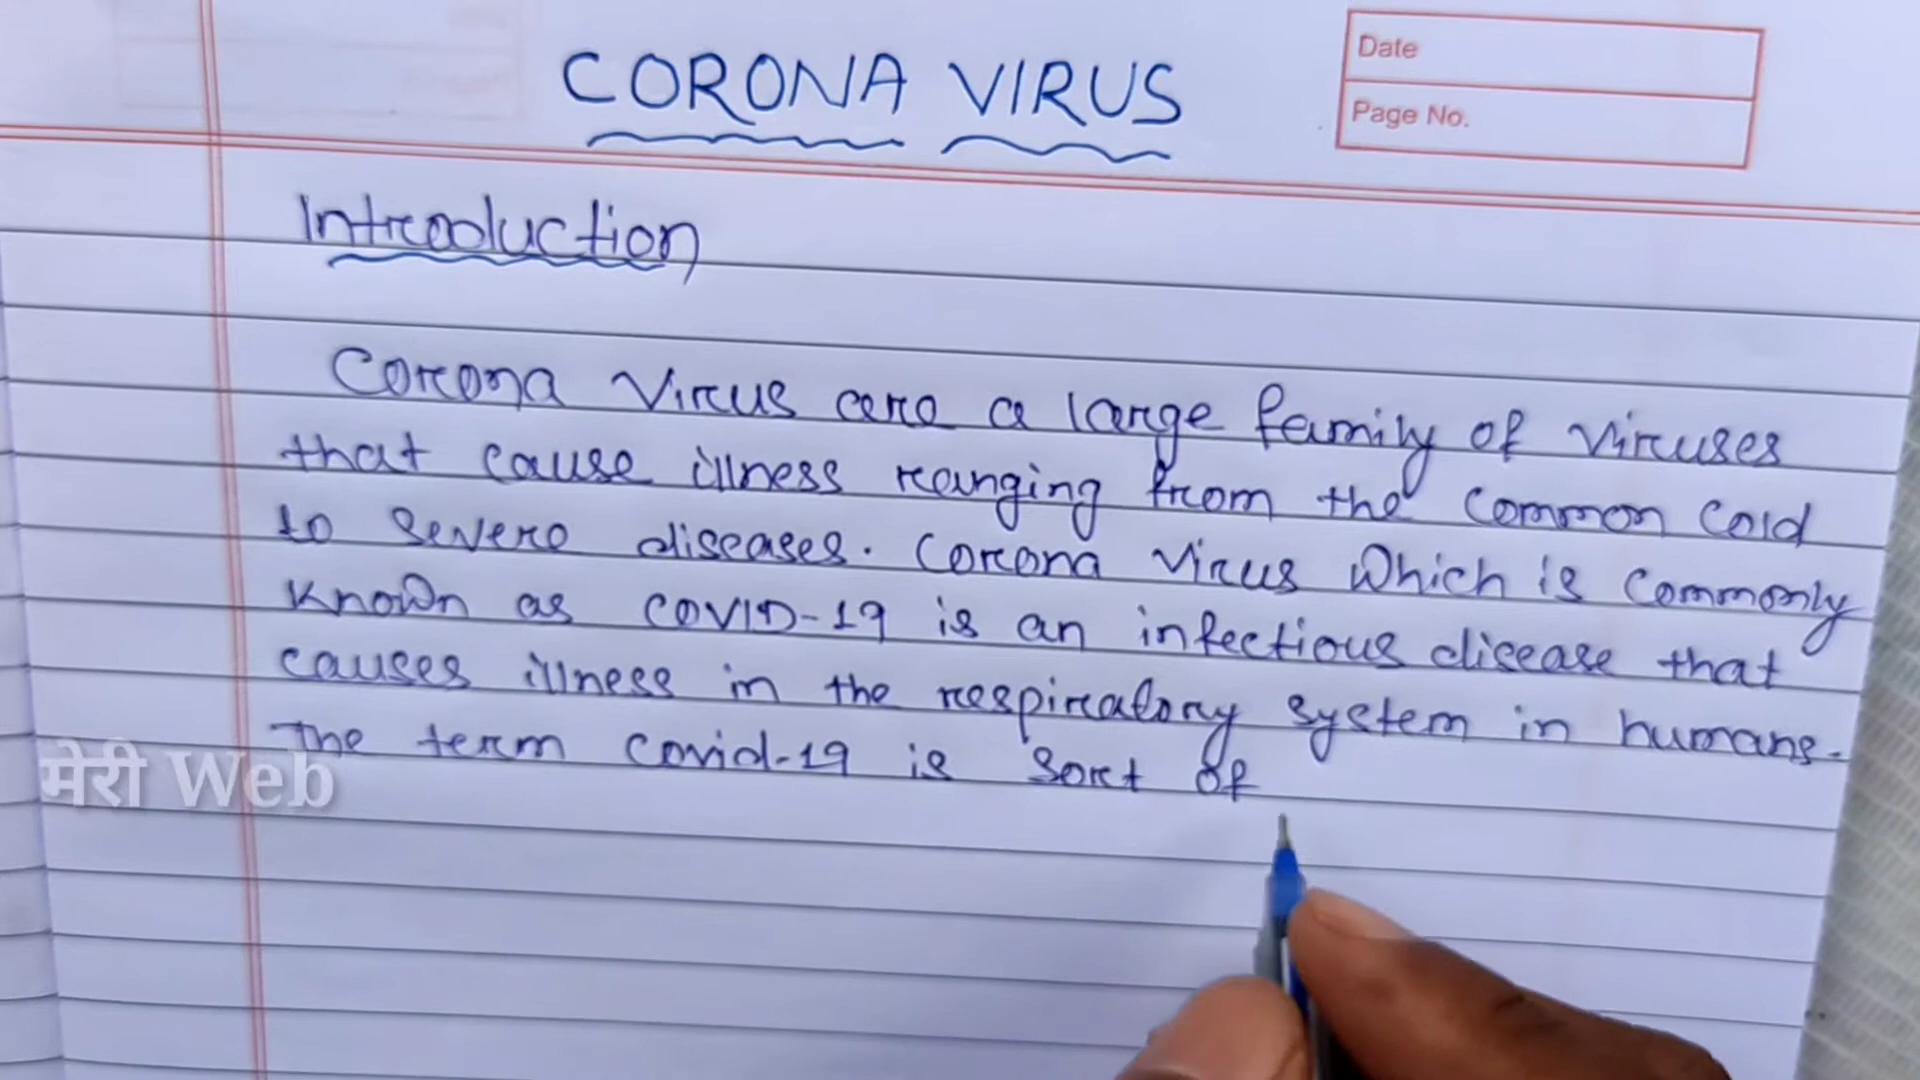 CORONA VIRUS
Date
Page No.
Introduction
Corona Virus are a large family of viruses
that cause illness ranging from the common cold
to severe diseases. Corona virus which is commonly
known as COVID-19 is an infectious disease that
causes illness in the respiratory system in humans.
The term covid-19 is sort of
मेरी Web